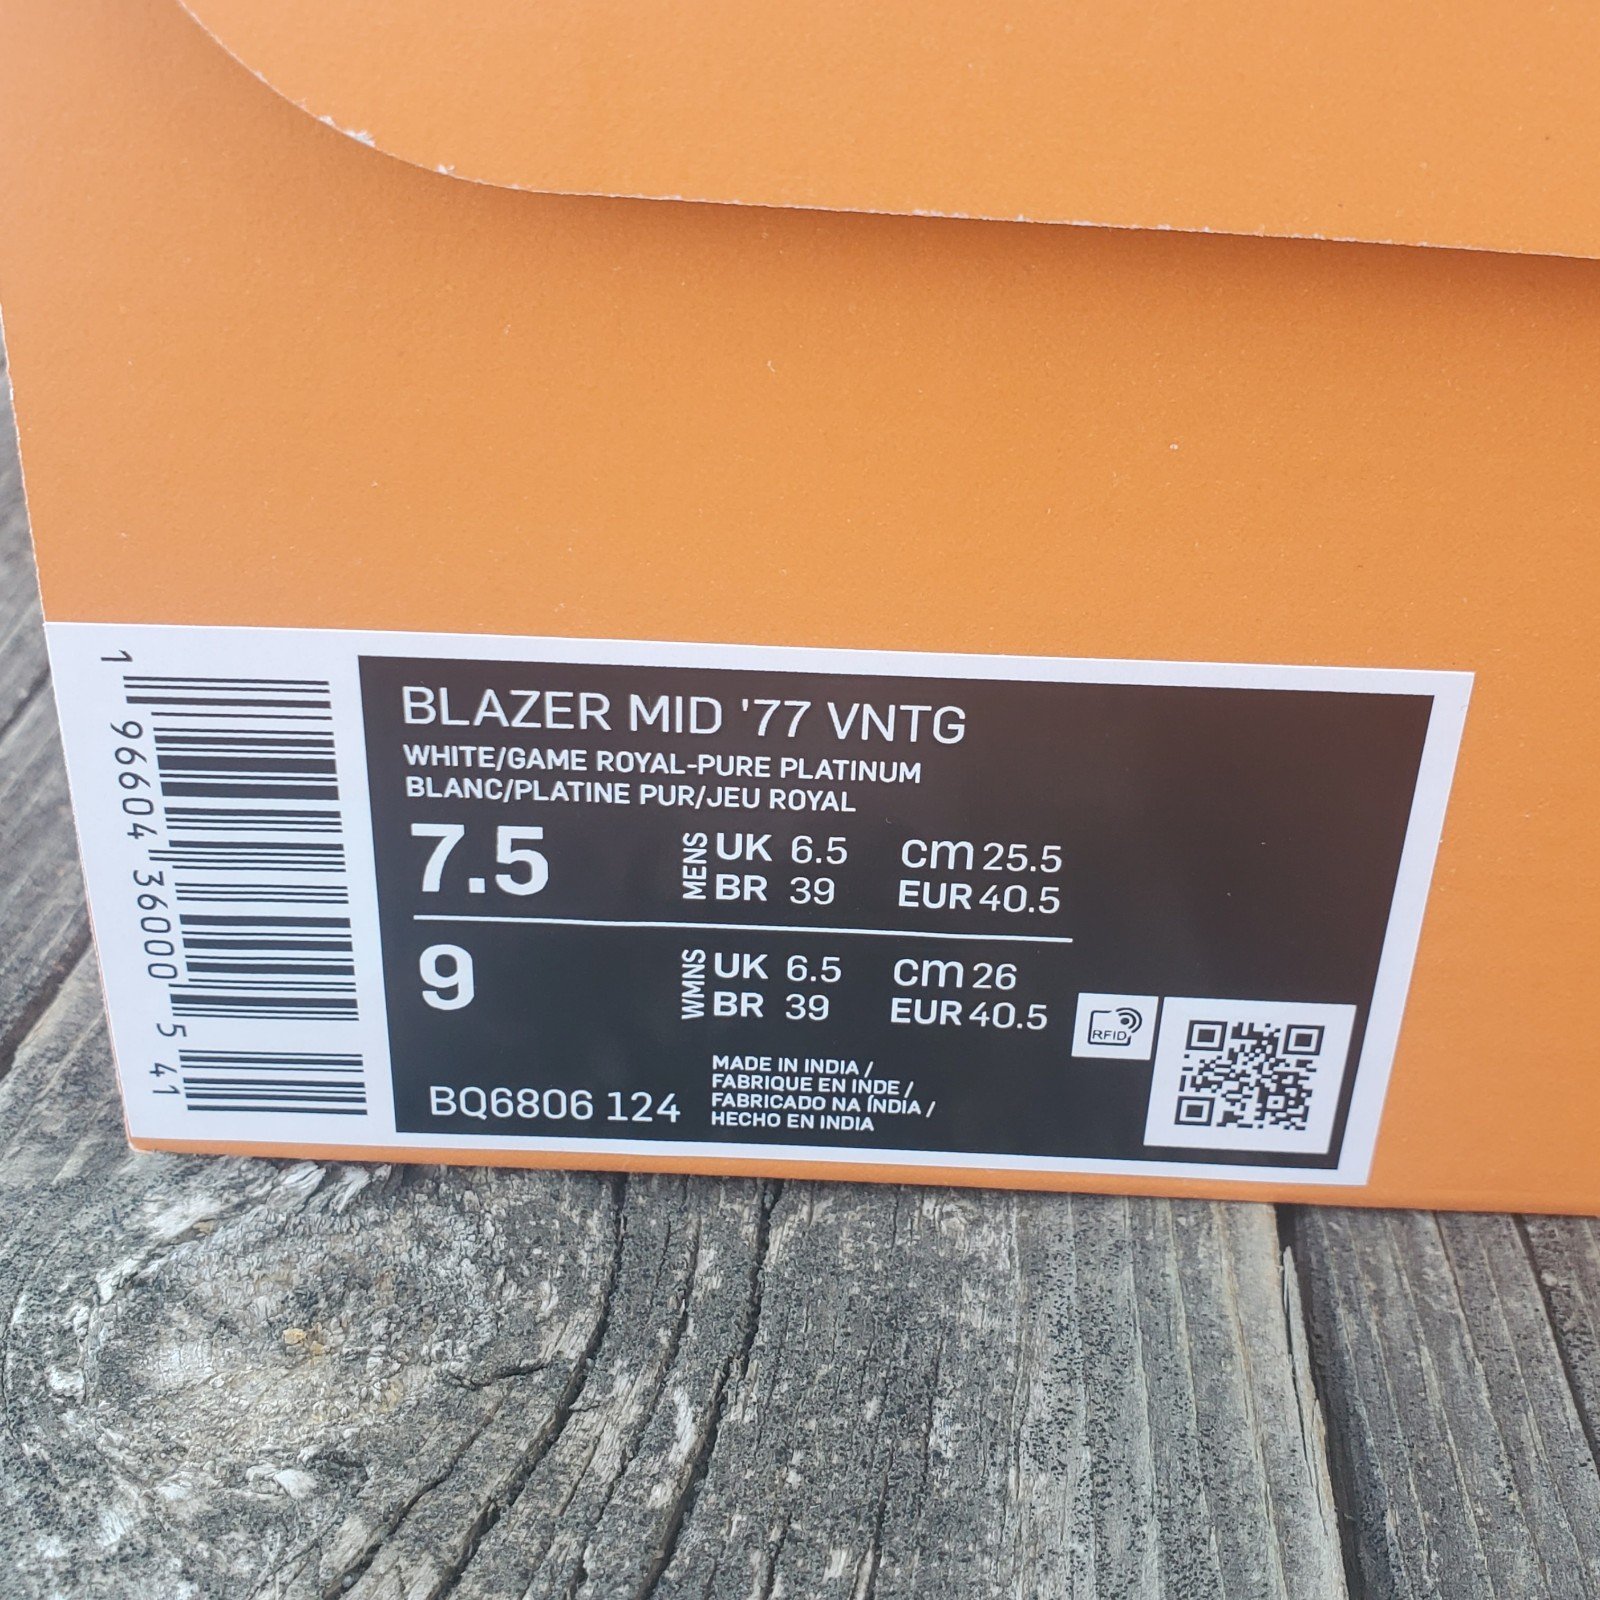 1 96604 36000 5 41
BLAZER MID '77 VNTG
WHITE/GAME ROYAL-PURE PLATINUM
BLANC/PLATINE PUR/JEU ROYAL
7.5 MENS UK 6.5 cm 25.5
BR 39 EUR 40.5
9 WMNS UK 6.5 cm 26
BR 39 EUR 40.5
RFID
BQ6806 124
MADE IN INDIA /
FABRIQUE EN INDE /
FABRICADO NA ÍNDIA /
HECHO EN INDIA